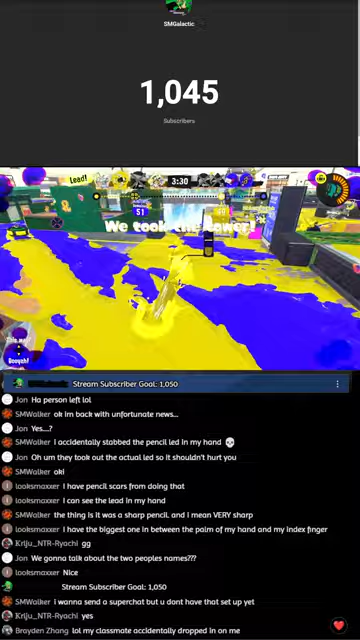 SMGalactic
1,045
Subscribers
Lead!
3:30
51
We took the tower!
This way!
Booyah!
Stream Subscriber Goal: 1,050
Jon Ha person left lol
SMWalker ok im back with unfortunate news...
Jon Yes....?
SMWalker I accidentally stabbed the pencil led in my hand 💀
Jon Oh um they took out the actual led so it shouldn't hurt you
SMWalker oki
looksmaxxer I have pencil scars from doing that
looksmaxxer I can see the lead in my hand
SMWalker the thing is it was a sharp pencil, and i mean VERY sharp
looksmaxxer I have the biggest one in between the palm of my hand and my index finger
Kriju_NTR-Ryachi gg
Jon We gonna talk about the two peoples names???
looksmaxxer Nice
Stream Subscriber Goal: 1,050
SMWalker i wanna send a superchat but u dont have that set up yet
Kriju_NTR-Ryachi yes
Brayden Zhang lol my classmate accidentally dropped in on me